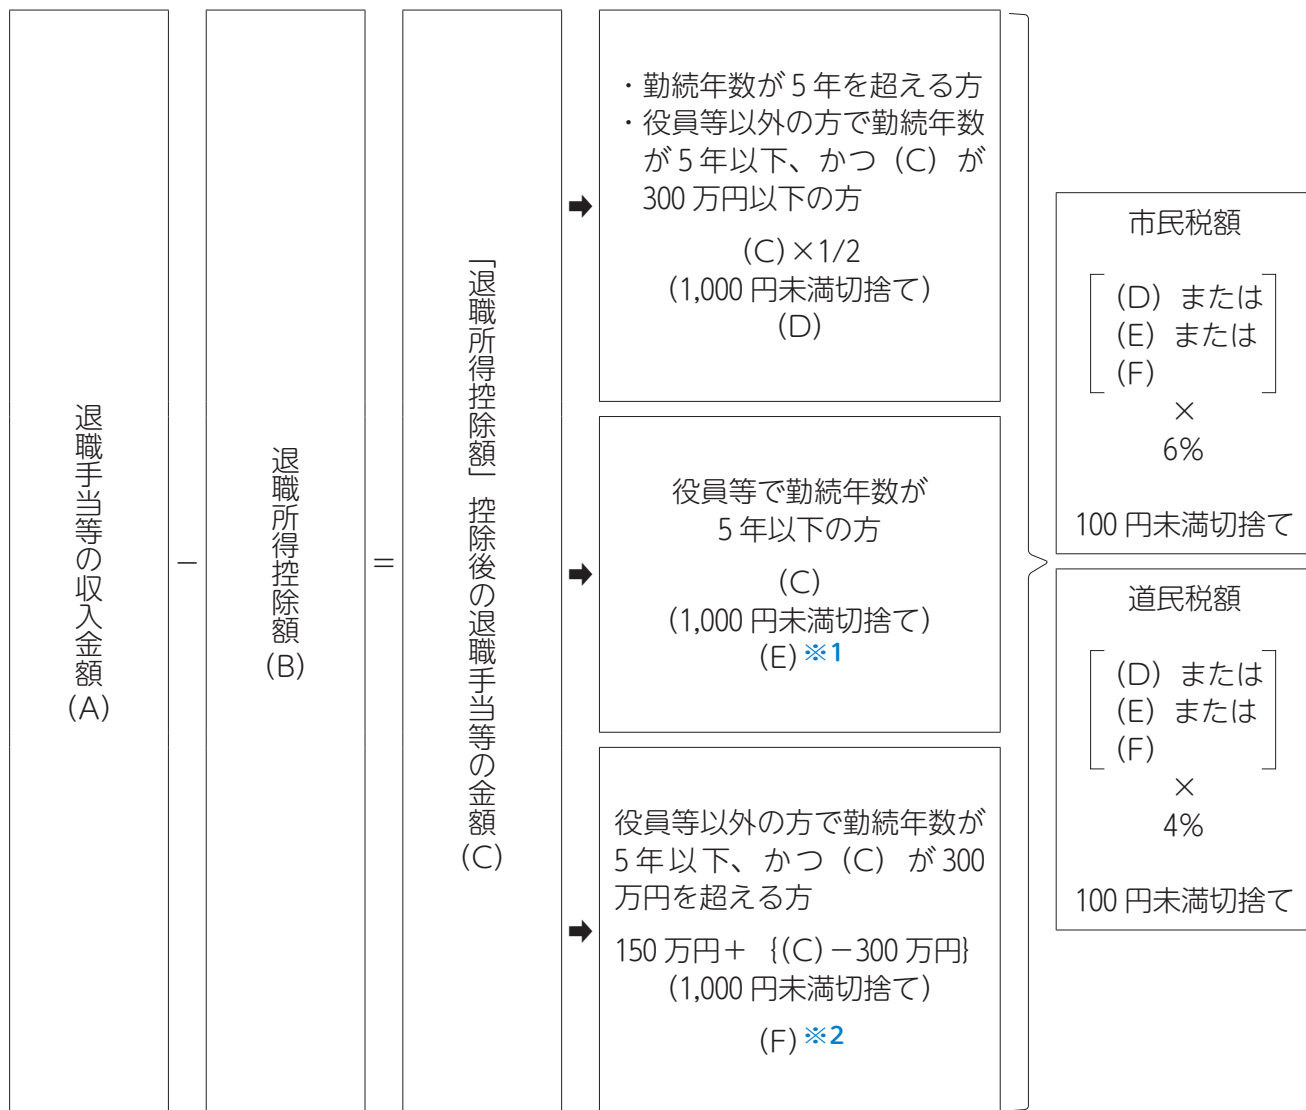 退職手当等の収入金額
(A)
−
退職所得控除額
(B)
＝
「退職所得控除額」控除後の退職手当等の金額
(C)
➡
・勤続年数が5年を超える方
・役員等以外の方で勤続年数
が5年以下、かつ（C）が
300万円以下の方
(C)×1/2
（1,000円未満切捨て）
(D)
➡
役員等で勤続年数が
5年以下の方
(C)
（1,000円未満切捨て）
(E)※1
➡
役員等以外の方で勤続年数が
5年以下、かつ（C）が300
万円を超える方
150万円＋｛(C)−300万円｝
（1,000円未満切捨て）
(F)※2
市民税額
(D）または
(E）または
(F)
×
6%
100円未満切捨て
道民税額
(D）または
(E）または
(F)
×
4%
100円未満切捨て